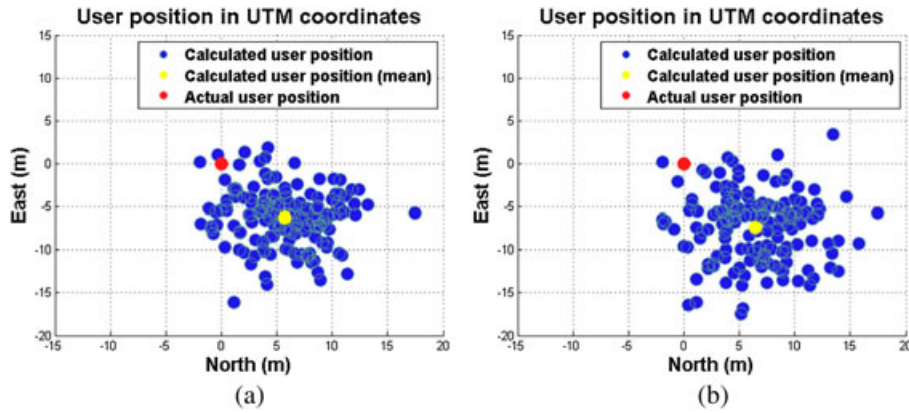 User position in UTM coordinates
15
10
5
0
-5
-10
-15
-20
East (m)
Calculated user position
Calculated user position (mean)
Actual user position
-15 -10 -5 0 5 10 15 20
North (m)
(a)
User position in UTM coordinates
15
10
5
0
-5
-10
-15
-20
East (m)
Calculated user position
Calculated user position (mean)
Actual user position
-15 -10 -5 0 5 10 15 20
North (m)
(b)